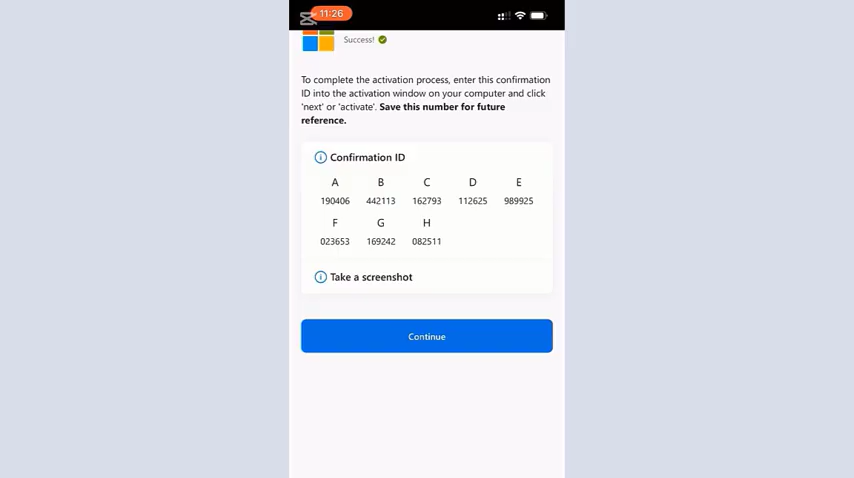 11:26
Success!
To complete the activation process, enter this confirmation
ID into the activation window on your computer and click
'next' or 'activate'. Save this number for future
reference.
Confirmation ID
A B C D E
190406 442113 162793 112625 989925
F G H
023653 169242 082511
Take a screenshot
Continue